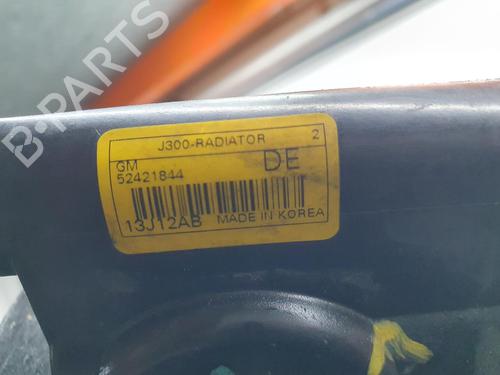 B-PARTS
J300-RADIATOR 2
GM DE
52421844
13J12AB MADE IN KOREA